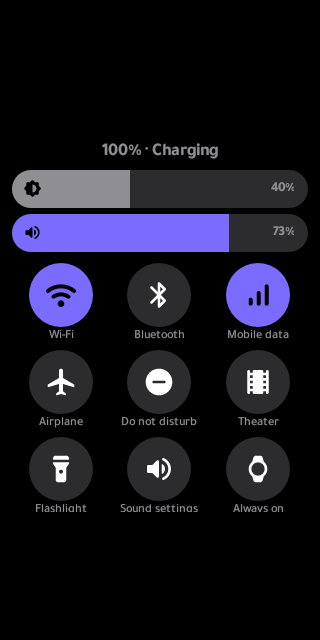 100% · Charging
40%
73%
Wi-Fi
Bluetooth
Mobile data
Airplane
Do not disturb
Theater
Flashlight
Sound settings
Always on